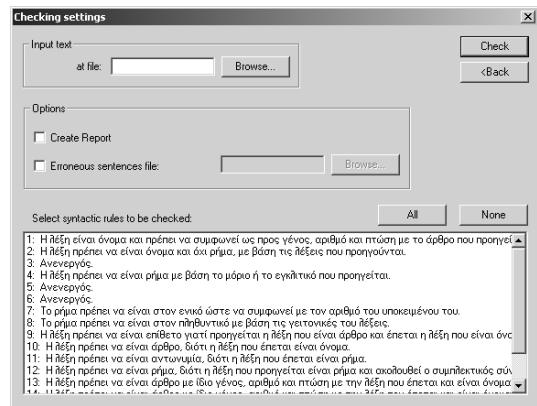 Checking settings
Input text
at file:
Browse...
Check
<Back
Options
Create Report
Erroneous sentences file:
Browse...
Select syntactic rules to be checked:
All
None
1: Η λέξη είναι όνομα και πρέπει να συμφωνεί ως προς γένος, αριθμό και πτώση με το άρθρο που προηγεί
2: Η λέξη πρέπει να είναι όνομα και όχι ρήμα, με βάση τις λέξεις που προηγούνται.
3: Ανενεργός.
4: Η λέξη πρέπει να είναι ρήμα με βάση το μόριο ή το εγκλιτικό που προηγείται.
5: Ανενεργός.
6: Ανενεργός.
7: Το ρήμα πρέπει να είναι στον ενικό ώστε να συμφωνεί με τον αριθμό του υποκειμένου του.
8: Το ρήμα πρέπει να είναι στον πληθυντικό με βάση τις γειτονικές του λέξεις.
9: Η λέξη πρέπει να είναι επίθετο γιατί προηγείται η λέξη που είναι άρθρο και έπεται η λέξη που είναι όνο
10: Η λέξη πρέπει να είναι άρθρο, διότι η λέξη που έπεται είναι όνομα.
11: Η λέξη πρέπει να είναι αντωνυμία, διότι η λέξη που έπεται είναι ρήμα.
12: Η λέξη πρέπει να είναι ρήμα, διότι η λέξη που προηγείται είναι ρήμα και ακολουθεί ο συμπλεκτικός σύν
13: Η λέξη πρέπει να είναι άρθρο με ίδιο γένος, αριθμό και πτώση με την λέξη που έπεται και είναι όνομα